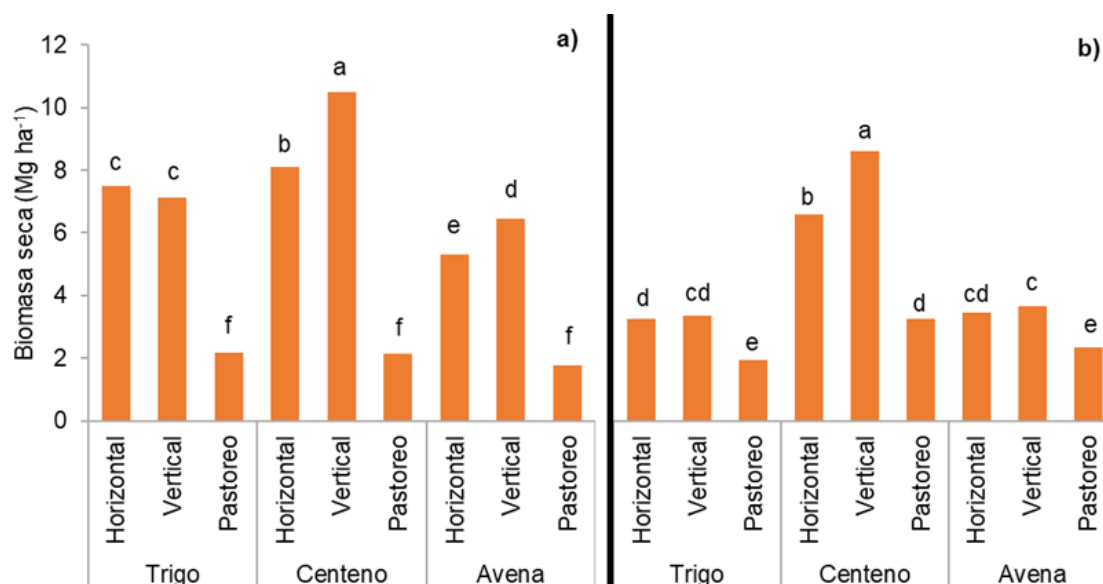 a)
b)
Biomasa seca (Mg ha⁻¹)
12
10
8
6
4
2
0
c
c
f
b
a
f
e
d
f
d
cd
e
b
a
d
cd
c
e
Horizontal
Vertical
Pastoreo
Horizontal
Vertical
Pastoreo
Horizontal
Vertical
Pastoreo
Horizontal
Vertical
Pastoreo
Horizontal
Vertical
Pastoreo
Horizontal
Vertical
Pastoreo
Trigo
Centeno
Avena
Trigo
Centeno
Avena